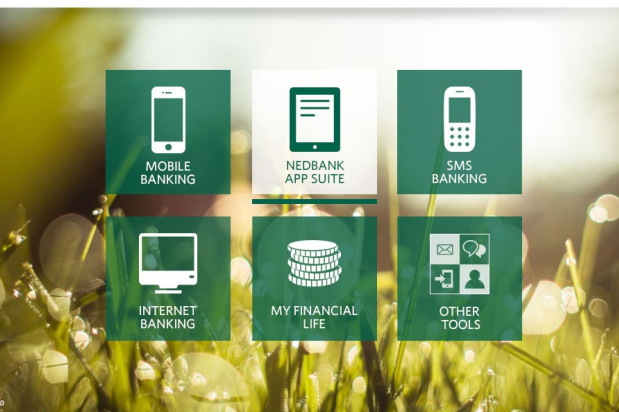 MOBILE
BANKING
NEDBANK
APP SUITE
SMS
BANKING
INTERNET
BANKING
MY FINANCIAL
LIFE
OTHER
TOOLS